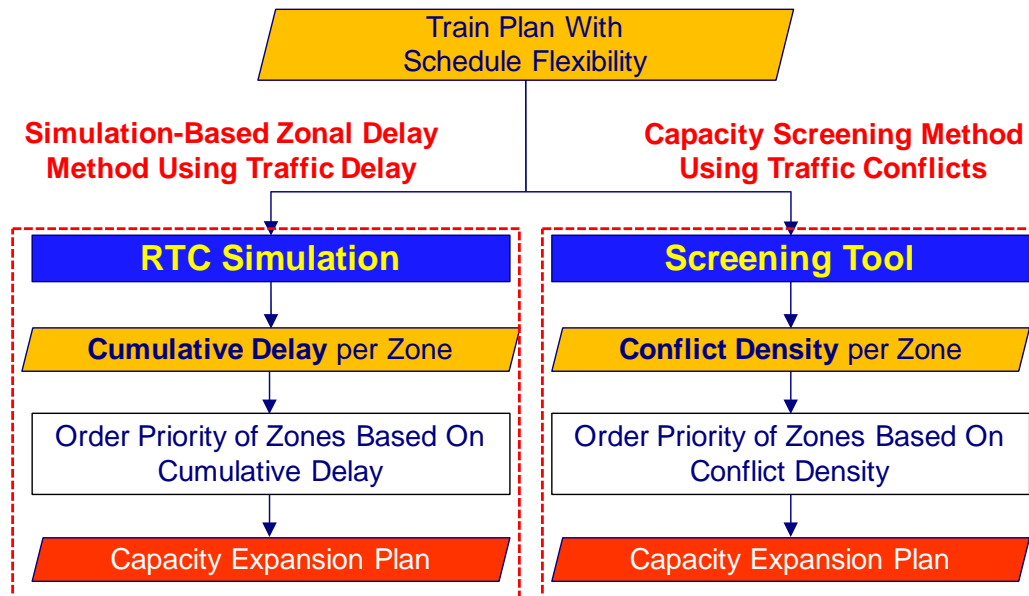 Train Plan With
Schedule Flexibility
Simulation-Based Zonal Delay
Method Using Traffic Delay
Capacity Screening Method
Using Traffic Conflicts
RTC Simulation
Cumulative Delay per Zone
Order Priority of Zones Based On
Cumulative Delay
Capacity Expansion Plan
Screening Tool
Conflict Density per Zone
Order Priority of Zones Based On
Conflict Density
Capacity Expansion Plan